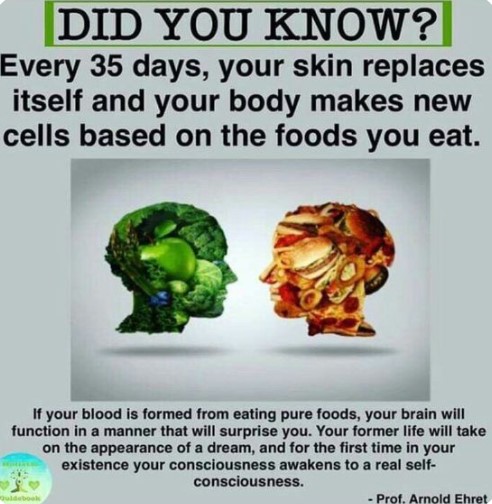 DID YOU KNOW?
Every 35 days, your skin replaces
itself and your body makes new
cells based on the foods you eat.
If your blood is formed from eating pure foods, your brain will
function in a manner that will surprise you. Your former life will take
on the appearance of a dream, and for the first time in your
existence your consciousness awakens to a real self-
consciousness.
- Prof. Arnold Ehret
Guidebook